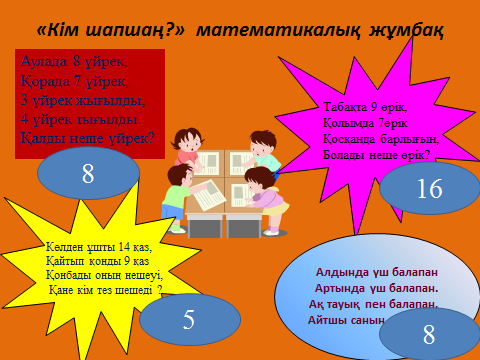 «Кім шапшаң?» математикалық жұмбақ
Аулада 8 үйрек,
Қорада 7 үйрек
3 үйрек жығылды,
4 үйрек тығылды
Қалды неше үйрек?
8
Табақта 9 өрік,
Қолымда 7өрік
Қосқанда барлығын,
Болады неше өрік?
16
Көлден ұшты 14 каз,
Қайтып қонды 9 каз
Қонбады оның нешеуі,
Қане кім тез шешеді ?
5
Алдында үш балапан
Артында үш балапан.
Ақ тауық пен балапан.
Айтшы санын
8